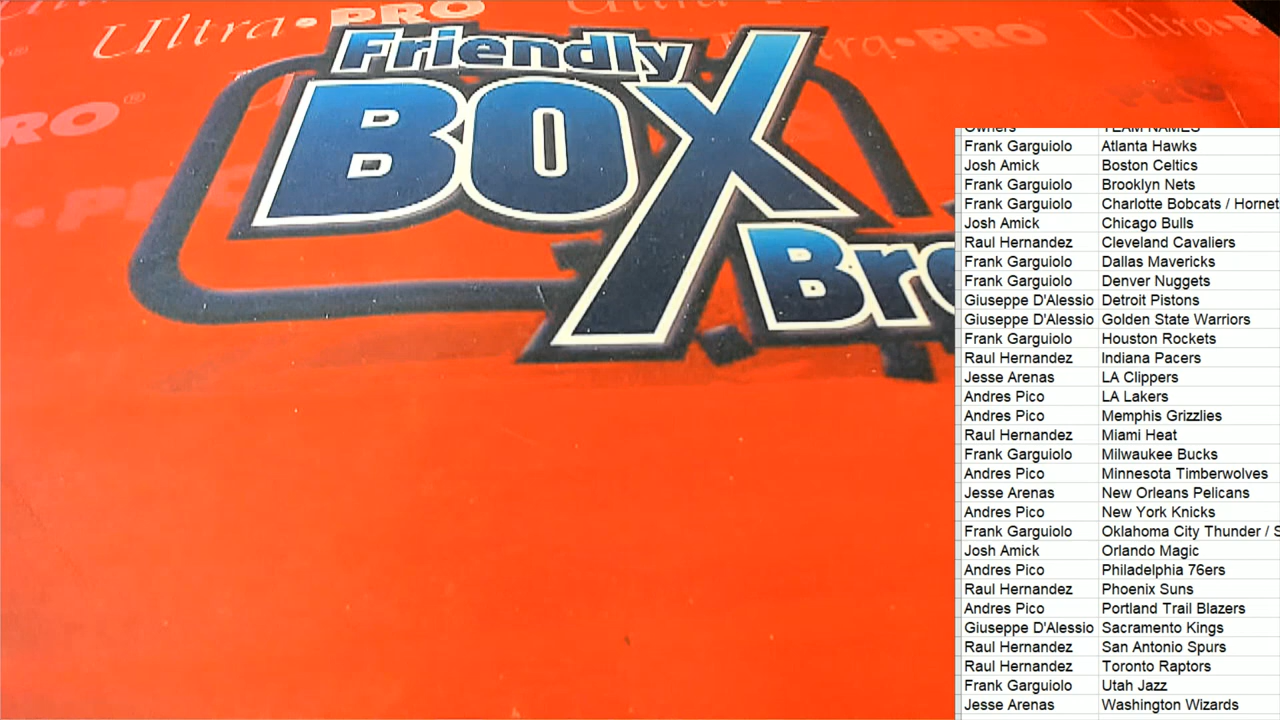 Ultra•PRO
Friendly
BOX
PRO®
Owners TEAM NAMES
Frank Garguiolo Atlanta Hawks
Josh Amick Boston Celtics
Frank Garguiolo Brooklyn Nets
Frank Garguiolo Charlotte Bobcats / Hornet
Josh Amick Chicago Bulls
Raul Hernandez Cleveland Cavaliers
Frank Garguiolo Dallas Mavericks
Frank Garguiolo Denver Nuggets
Giuseppe D'Alessio Detroit Pistons
Giuseppe D'Alessio Golden State Warriors
Frank Garguiolo Houston Rockets
Raul Hernandez Indiana Pacers
Jesse Arenas LA Clippers
Andres Pico LA Lakers
Andres Pico Memphis Grizzlies
Raul Hernandez Miami Heat
Frank Garguiolo Milwaukee Bucks
Andres Pico Minnesota Timberwolves
Jesse Arenas New Orleans Pelicans
Andres Pico New York Knicks
Frank Garguiolo Oklahoma City Thunder / S
Josh Amick Orlando Magic
Andres Pico Philadelphia 76ers
Raul Hernandez Phoenix Suns
Andres Pico Portland Trail Blazers
Giuseppe D'Alessio Sacramento Kings
Raul Hernandez San Antonio Spurs
Raul Hernandez Toronto Raptors
Frank Garguiolo Utah Jazz
Jesse Arenas Washington Wizards